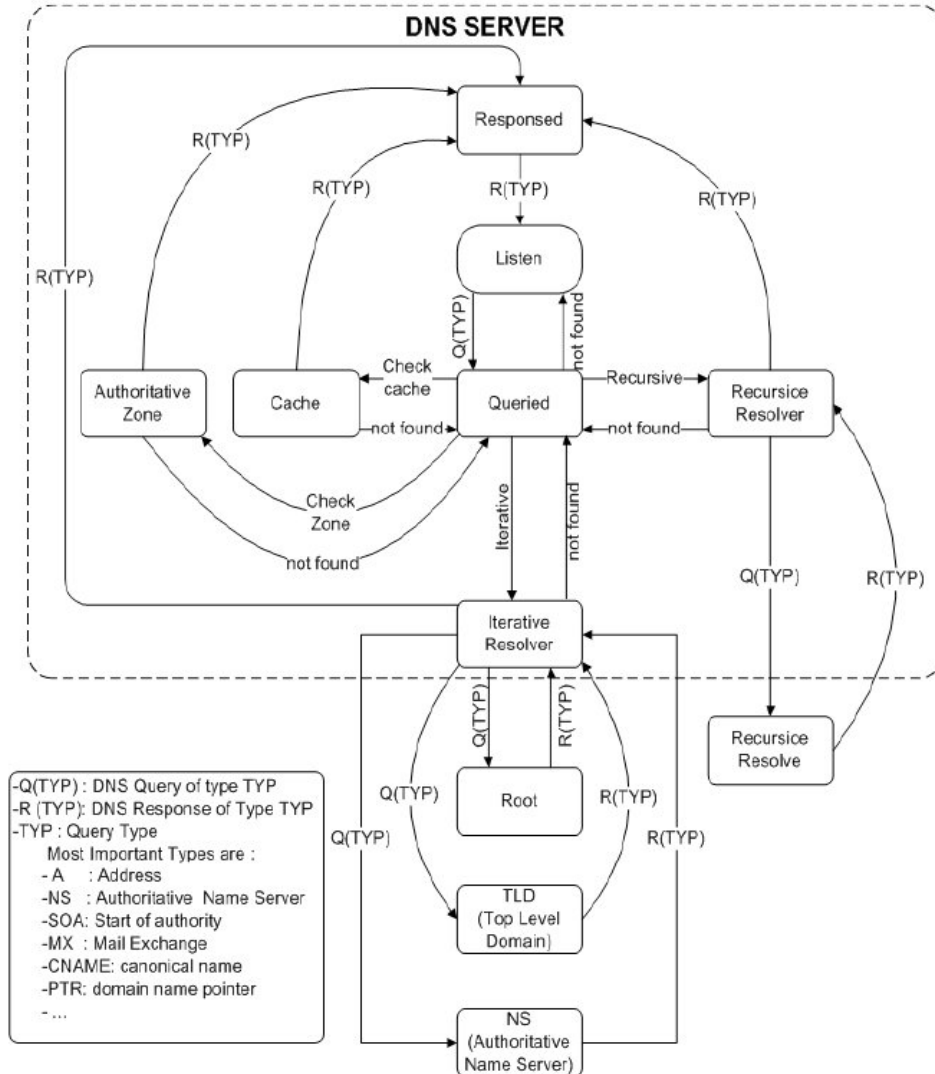 DNS SERVER
Responsed
R(TYP)
R(TYP)
R(TYP)
R(TYP)
R(TYP)
Listen
Q(TYP)
not found
Authoritative
Zone
Cache
Check
cache
not found
Queried
Recursive
not found
Recursice
Resolver
Check
Zone
not found
Iterative
not found
Q(TYP)
R(TYP)
Iterative
Resolver
Q(TYP)
R(TYP)
Recursice
Resolve
Q(TYP)
R(TYP)
Q(TYP)
R(TYP)
Root
TLD
(Top Level
Domain)
NS
(Authoritative
Name Server)
-Q(TYP) : DNS Query of type TYP
-R (TYP): DNS Response of Type TYP
-TYP : Query Type
Most Important Types are :
- A : Address
-NS : Authoritative Name Server
-SOA: Start of authority
-MX : Mail Exchange
-CNAME: canonical name
-PTR: domain name pointer
- ...